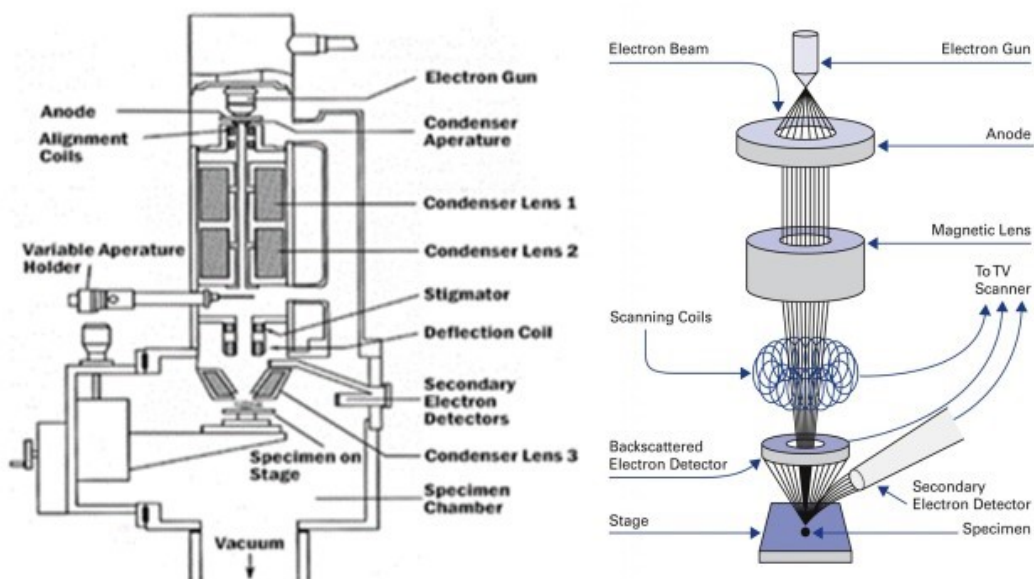 Electron Gun
Anode
Alignment
Coils
Condenser
Aperature
Condenser Lens 1
Condenser Lens 2
Variable Aperature
Holder
Stigmator
Deflection Coil
Secondary
Electron
Detectors
Specimen on
Stage
Condenser Lens 3
Specimen
Chamber
Vacuum
Electron Beam
Electron Gun
Anode
Magnetic Lens
To TV
Scanner
Scanning Coils
Backscattered
Electron Detector
Secondary
Electron Detector
Stage
Specimen